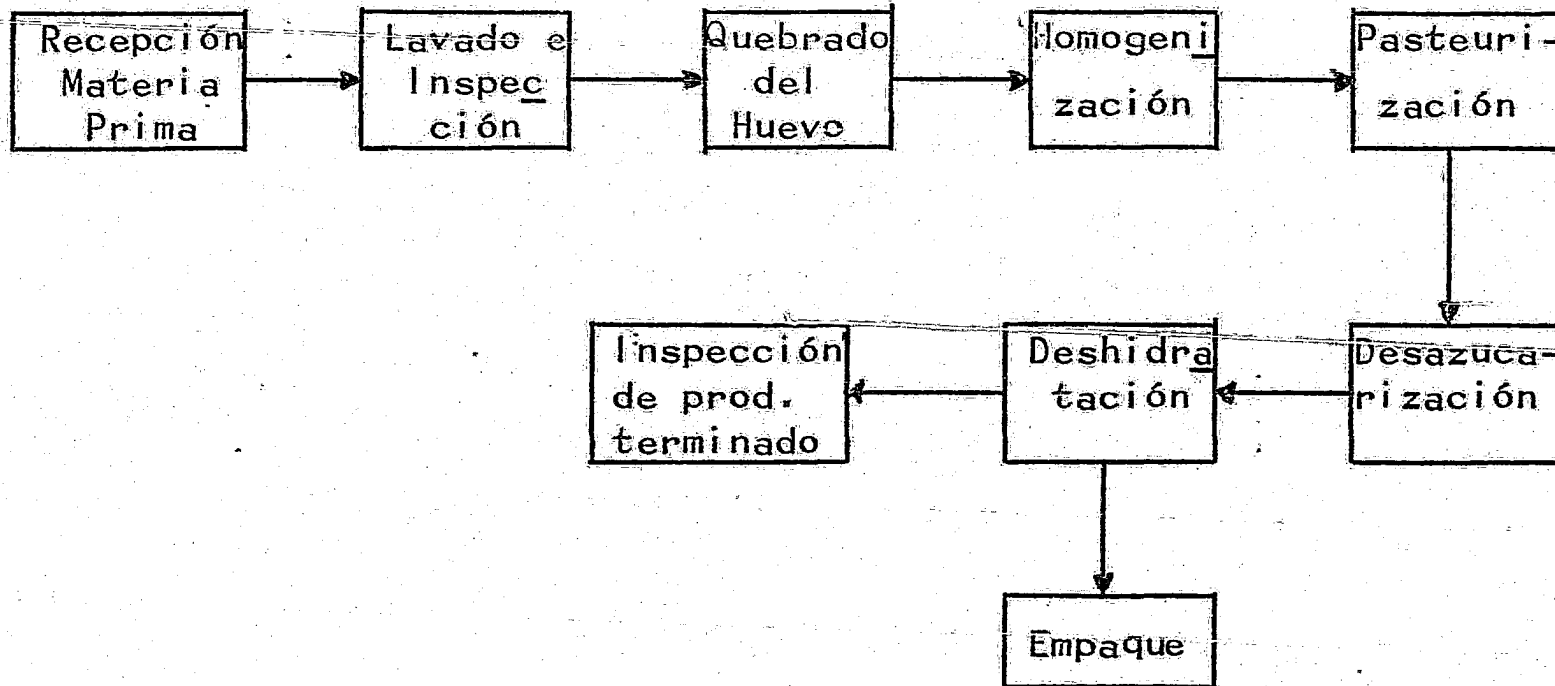 Recepción
Materia
Prima
Lavado e
Inspec
ción
Quebrado
del
Huevo
Homogeni
zación
Pasteuri-
zación
Desazuca-
rización
Deshidra
tación
Inspección
de prod.
terminado
Empaque